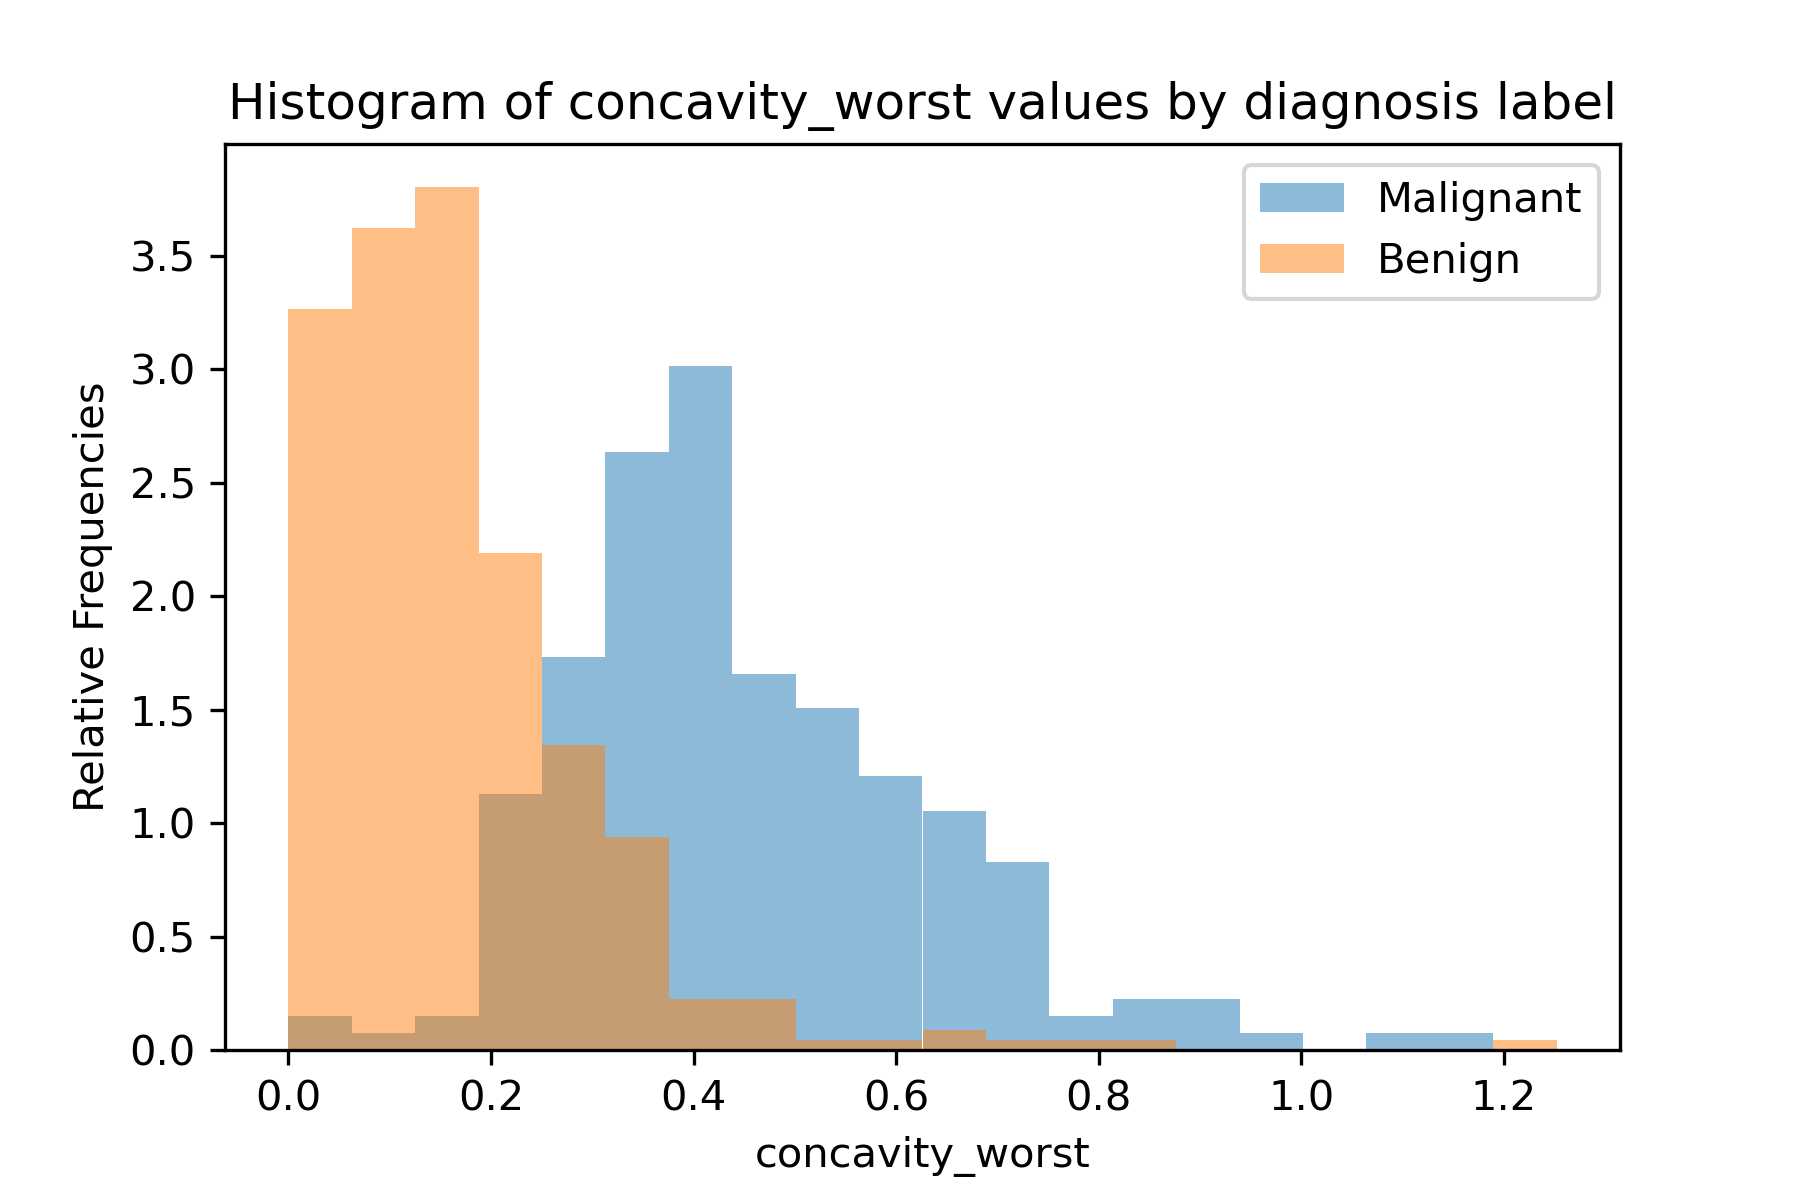 Histogram of concavity_worst values by diagnosis label
Malignant
Benign
Relative Frequencies
3.5
3.0
2.5
2.0
1.5
1.0
0.5
0.0
0.0 0.2 0.4 0.6 0.8 1.0 1.2
concavity_worst